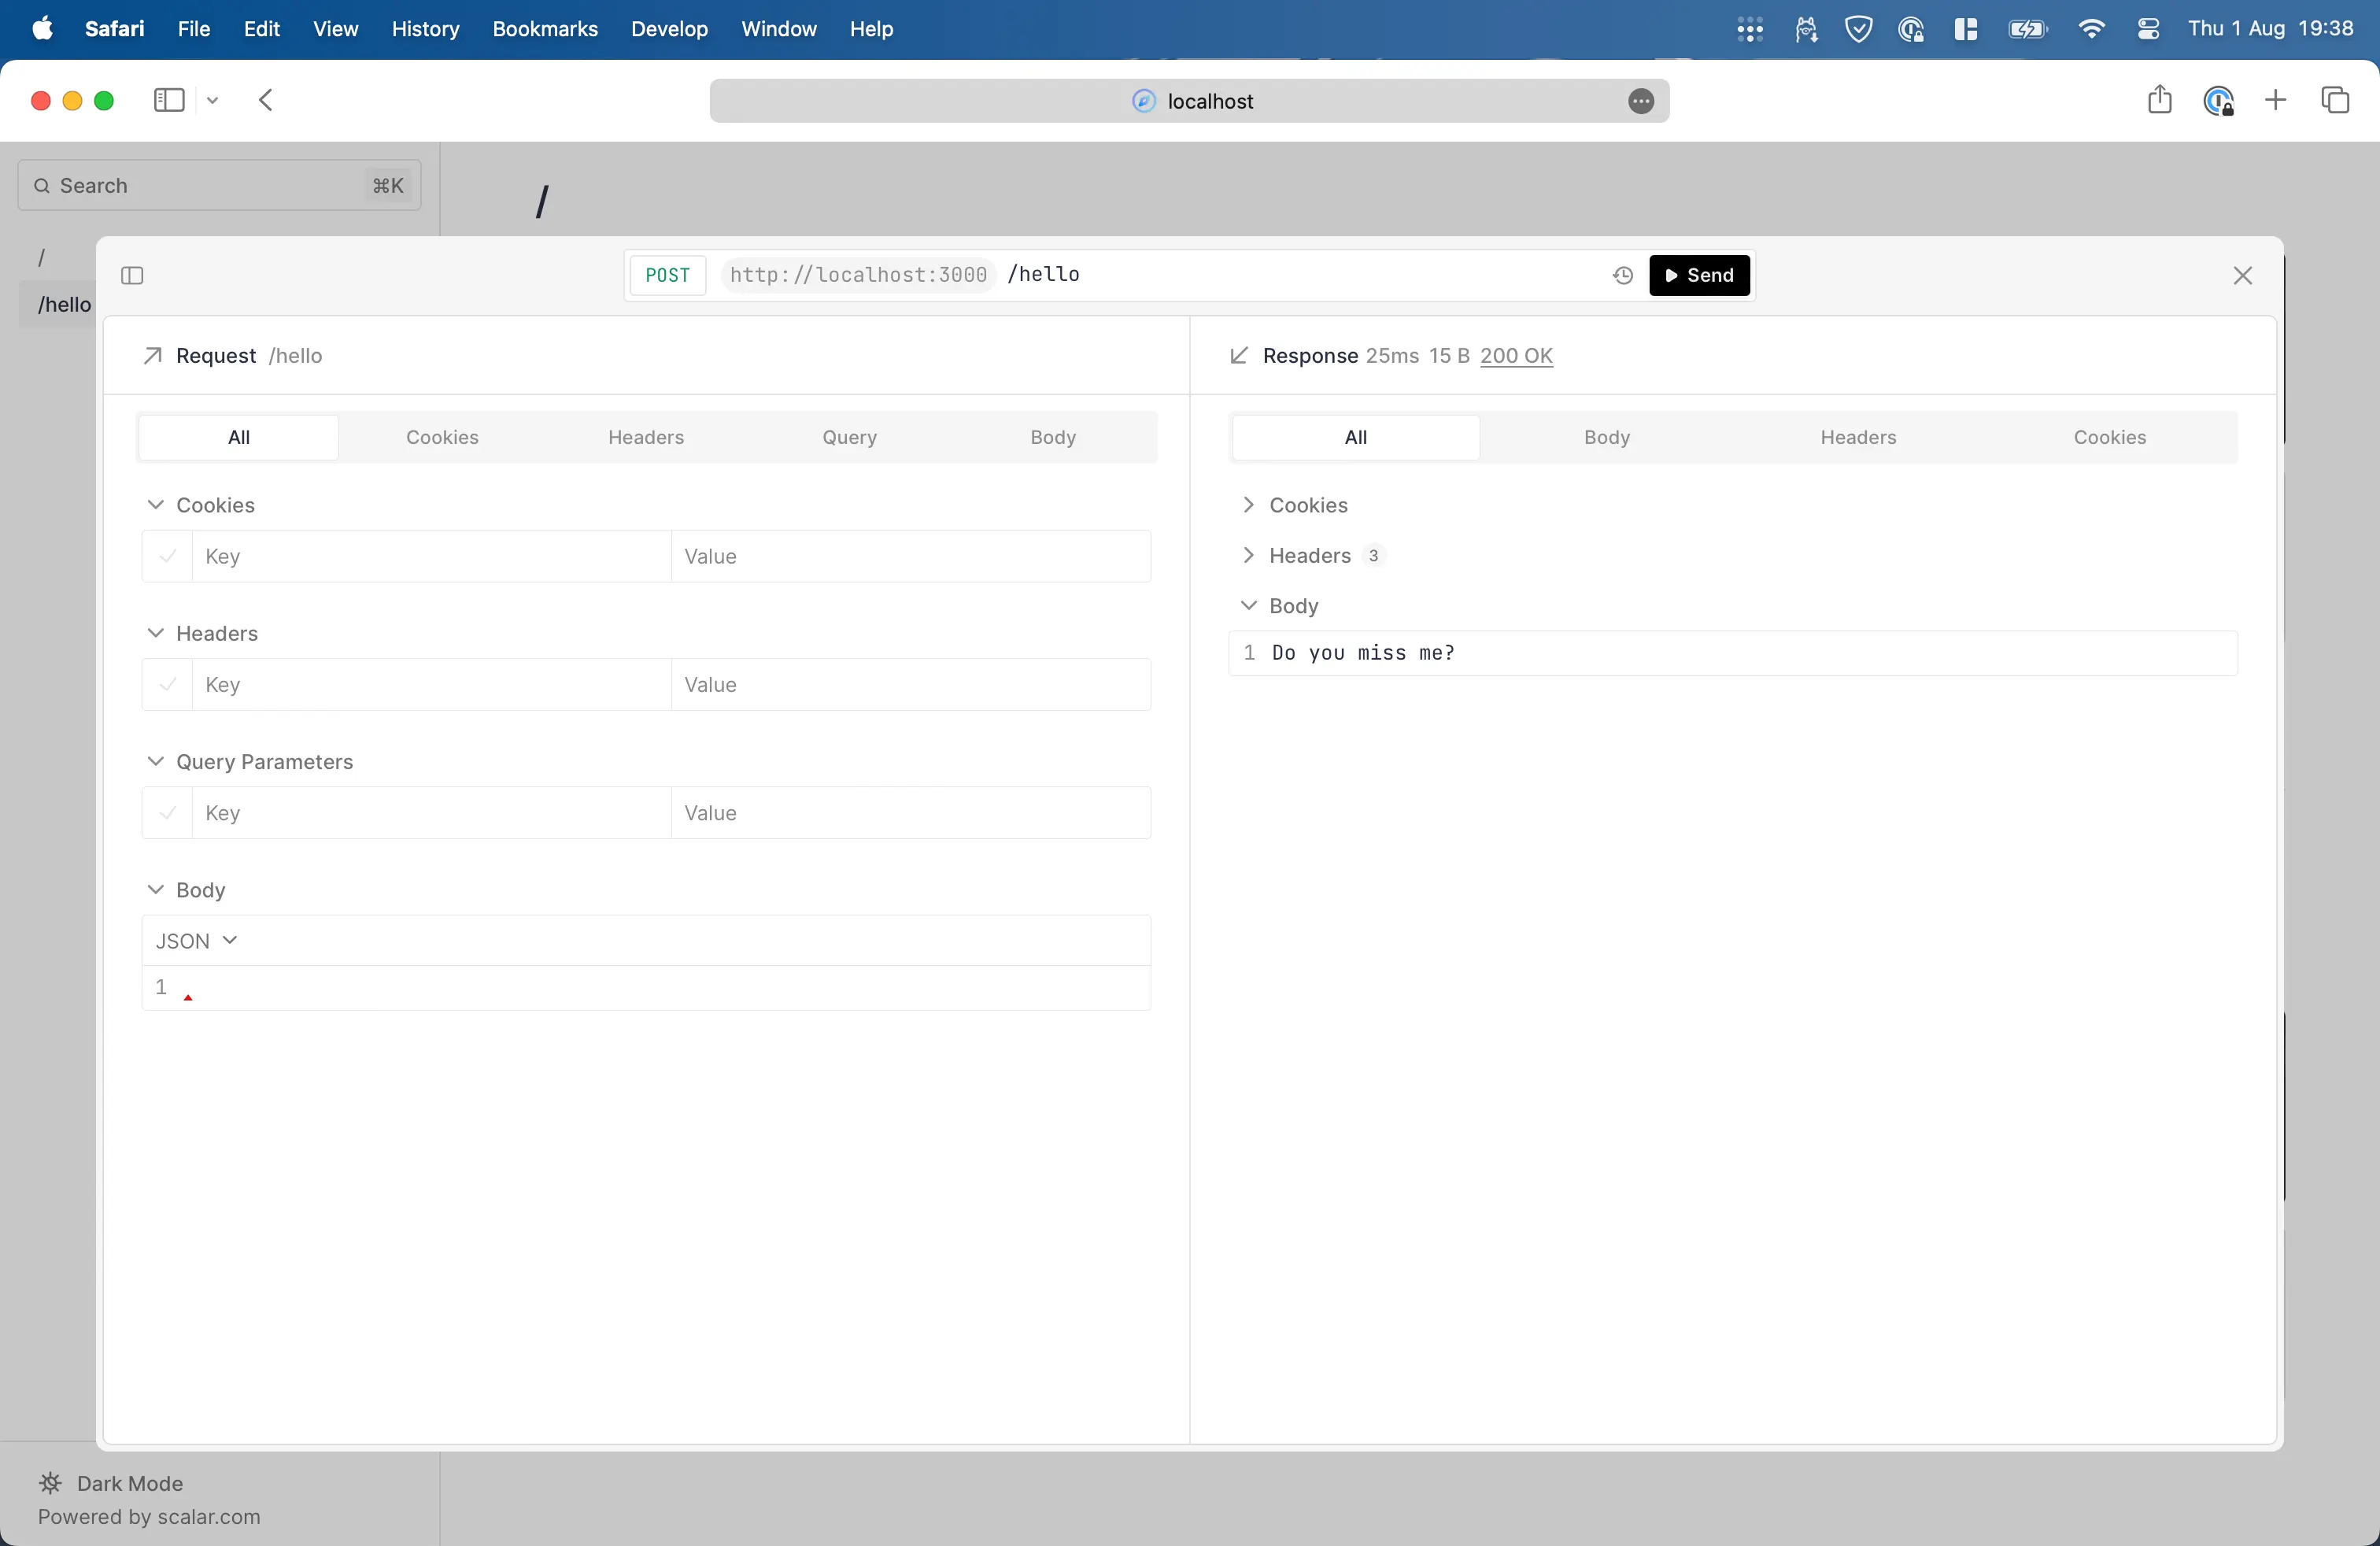 Safari File Edit View History Bookmarks Develop Window Help Thu 1 Aug 19:38
localhost
Search ⌘K
/
/
/hello
POST http://localhost:3000 /hello Send
Request /hello
All Cookies Headers Query Body
Cookies
Key Value
Headers
Key Value
Query Parameters
Key Value
Body
JSON
1
Response 25ms 15 B 200 OK
All Body Headers Cookies
Cookies
Headers 3
Body
1 Do you miss me?
Dark Mode
Powered by scalar.com